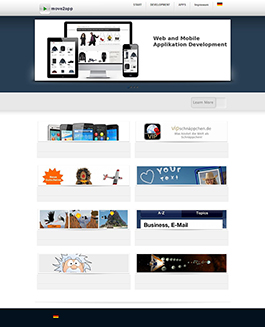 move2app
START DEVELOPMENT APPS Impressum
Web and Mobile
Applikation Development
Learn More
VIPschnäppchen.de
VIP
YOUR
Text
A-Z Topics
Business, E-Mail